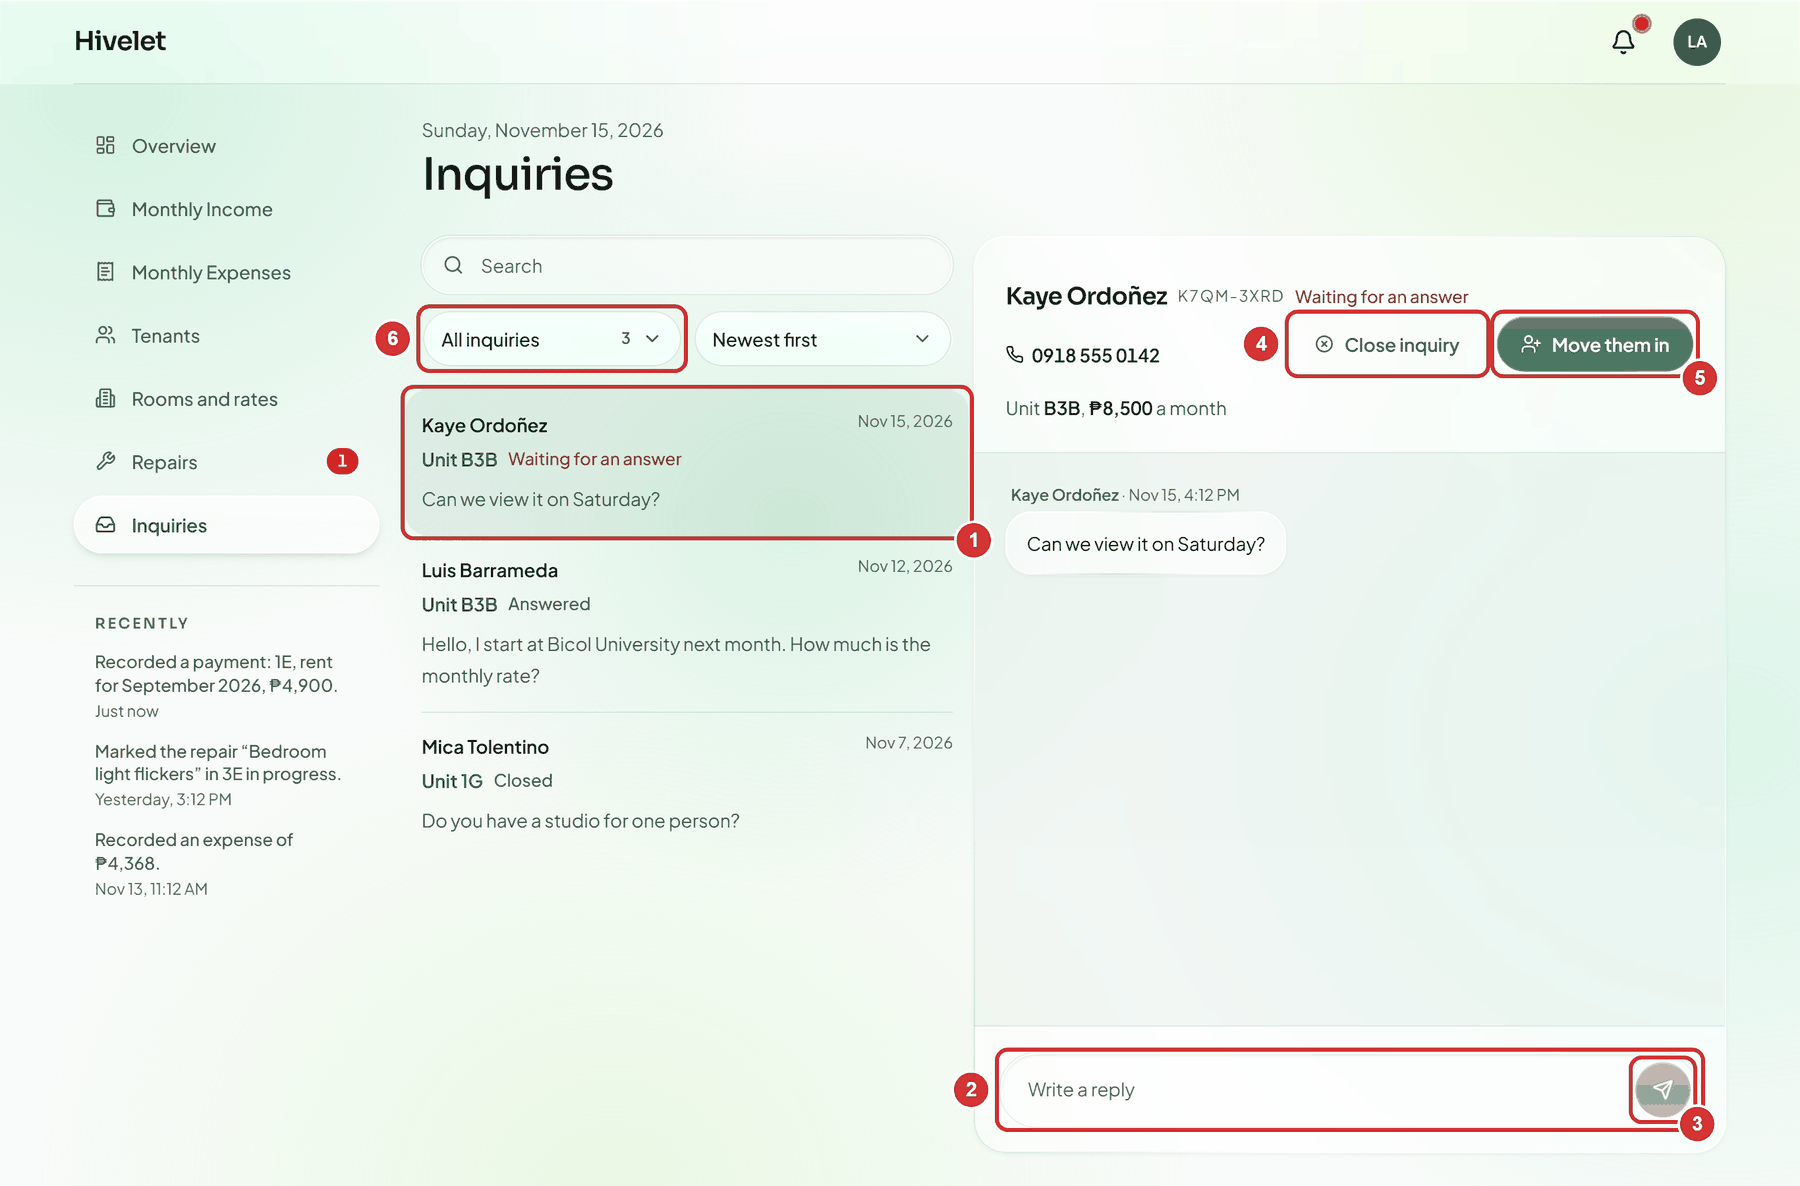 Hivelet
LA
Overview
Monthly Income
Monthly Expenses
Tenants
Rooms and rates
Repairs
1
Inquiries
RECENTLY
Recorded a payment: 1E, rent
for September 2026, ₱4,900.
Just now
Marked the repair “Bedroom
light flickers” in 3E in progress.
Yesterday, 3:12 PM
Recorded an expense of
₱4,368.
Nov 13, 11:12 AM
Sunday, November 15, 2026
Inquiries
Search
6
All inquiries 3
Newest first
Kaye Ordoñez Nov 15, 2026
Unit B3B Waiting for an answer
Can we view it on Saturday?
1
Luis Barrameda Nov 12, 2026
Unit B3B Answered
Hello, I start at Bicol University next month. How much is the
monthly rate?
Mica Tolentino Nov 7, 2026
Unit 1G Closed
Do you have a studio for one person?
Kaye Ordoñez K7QM-3XRD Waiting for an answer
0918 555 0142
4
Close inquiry
Move them in
5
Unit B3B, ₱8,500 a month
Kaye Ordoñez · Nov 15, 4:12 PM
Can we view it on Saturday?
2
Write a reply
3